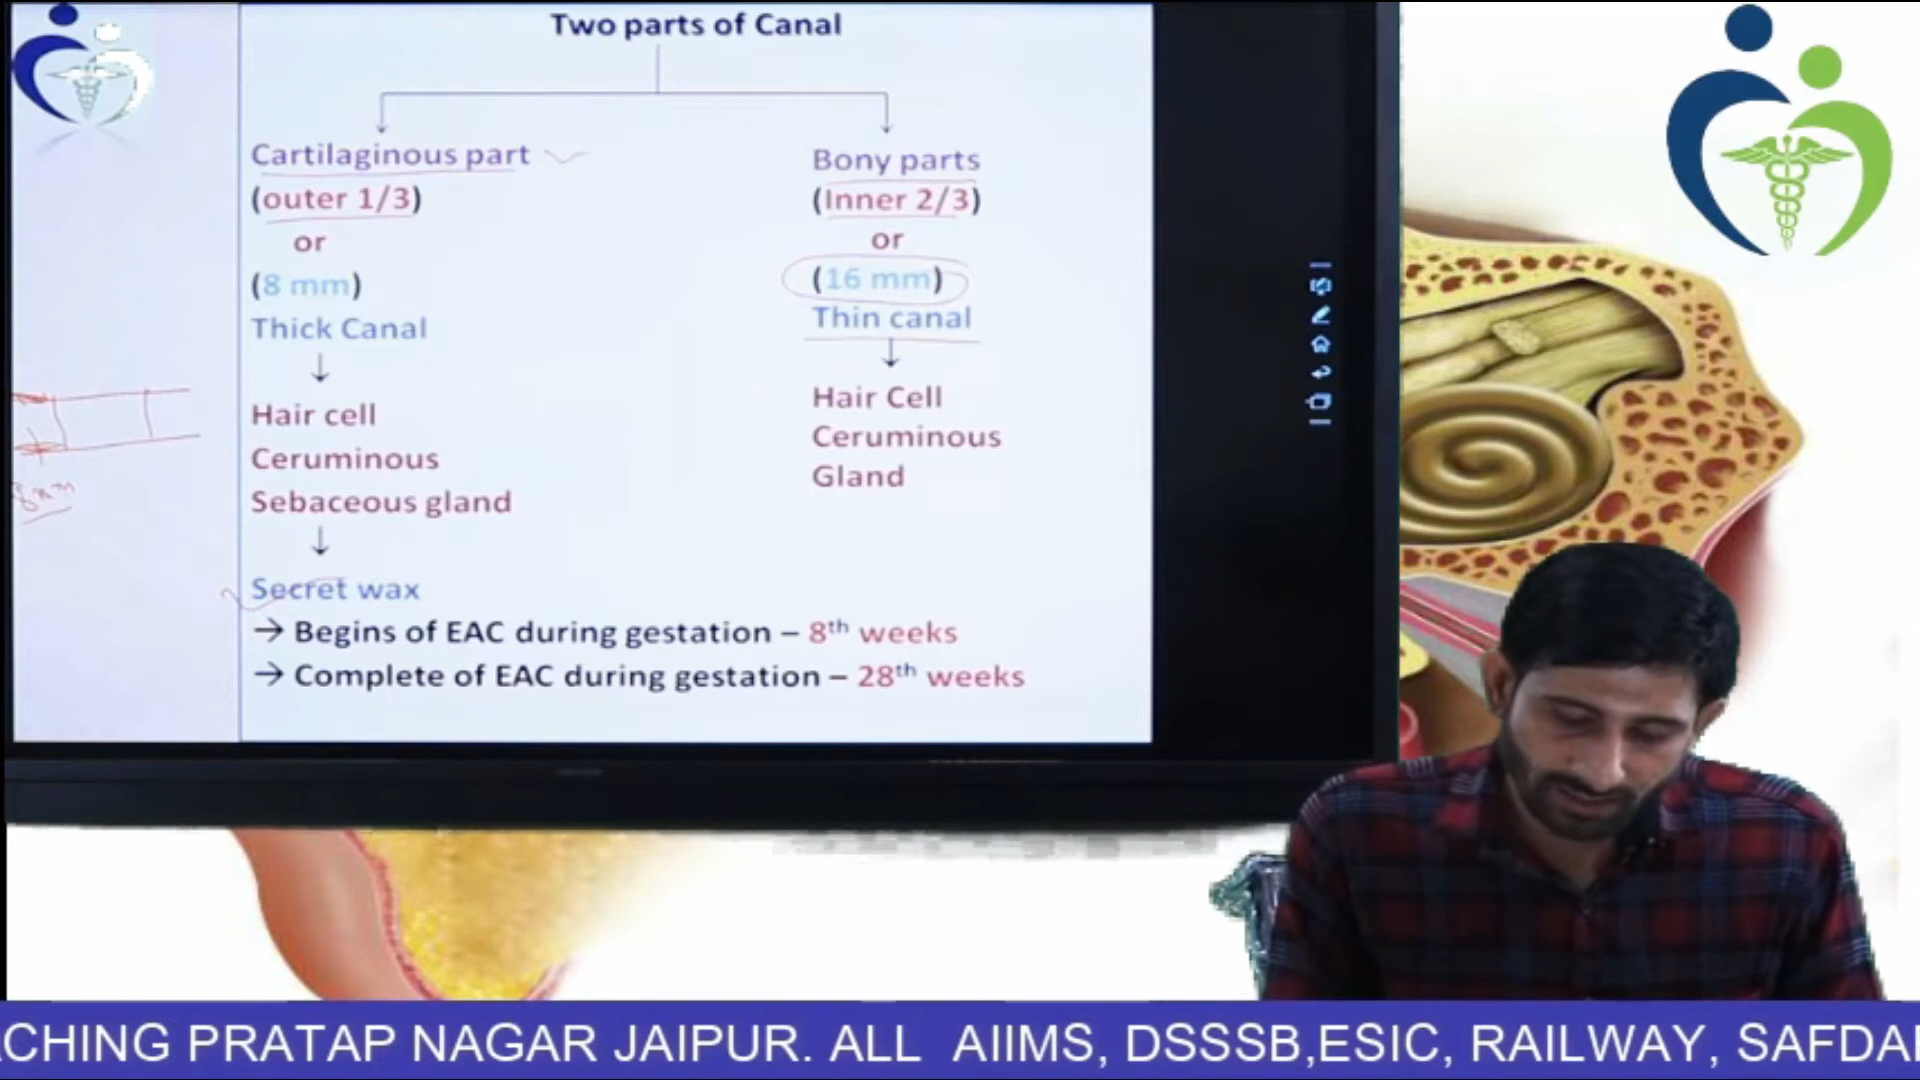 Two parts of Canal
Cartilaginous part
(outer 1/3)
or
(8 mm)
Thick Canal
↓
Hair cell
Ceruminous
Sebaceous gland
↓
Secret wax
Bony parts
(Inner 2/3)
or
(16 mm)
Thin canal
↓
Hair Cell
Ceruminous
Gland
→ Begins of EAC during gestation – 8th weeks
→ Complete of EAC during gestation – 28th weeks
8mm
ACHING PRATAP NAGAR JAIPUR. ALL AIIMS, DSSSB,ESIC, RAILWAY, SAFDAR